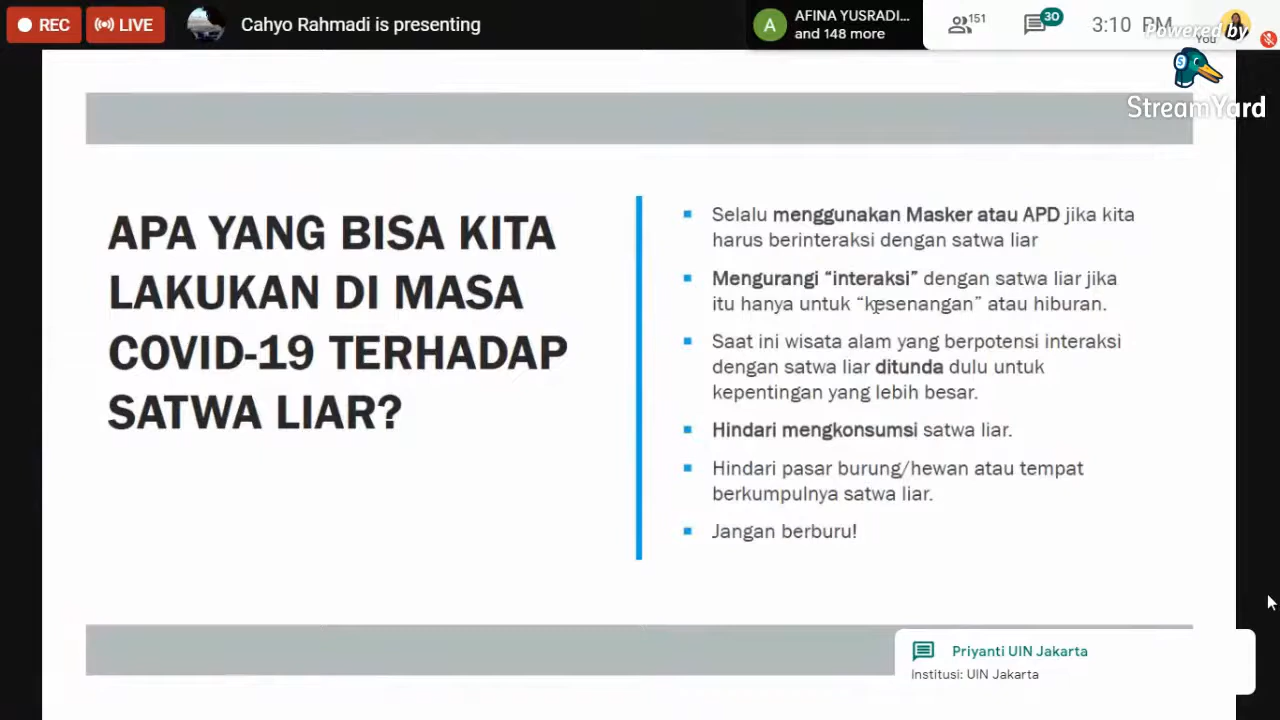 REC
LIVE
Cahyo Rahmadi is presenting
A
AFINA YUSRADI...
and 148 more
151
30
3:10 PM
You
Powered by
S
StreamYard
APA YANG BISA KITA
LAKUKAN DI MASA
COVID-19 TERHADAP
SATWA LIAR?
Selalu menggunakan Masker atau APD jika kita
harus berinteraksi dengan satwa liar
Mengurangi “interaksi” dengan satwa liar jika
itu hanya untuk “kesenangan” atau hiburan.
Saat ini wisata alam yang berpotensi interaksi
dengan satwa liar ditunda dulu untuk
kepentingan yang lebih besar.
Hindari mengkonsumsi satwa liar.
Hindari pasar burung/hewan atau tempat
berkumpulnya satwa liar.
Jangan berburu!
Priyanti UIN Jakarta
Institusi: UIN Jakarta